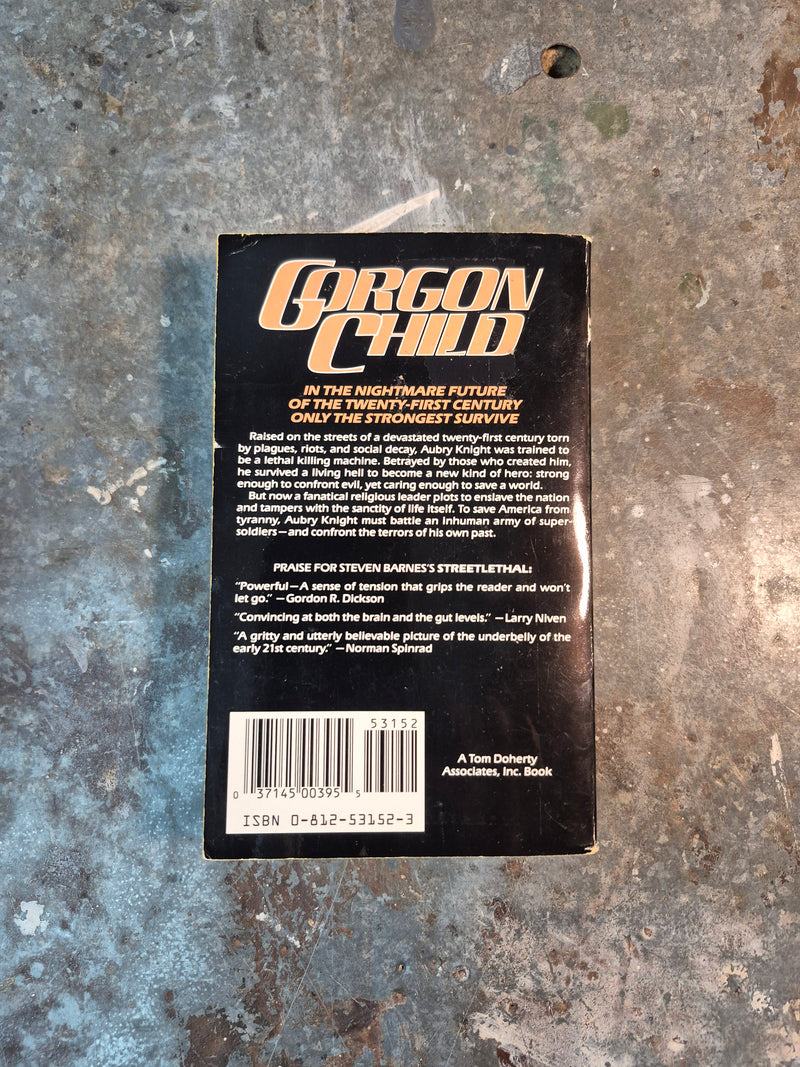 GORGON
CHILD
IN THE NIGHTMARE FUTURE
OF THE TWENTY-FIRST CENTURY
ONLY THE STRONGEST SURVIVE
Raised on the streets of a devastated twenty-first century torn
by plagues, riots, and social decay, Aubry Knight was trained to
be a lethal killing machine. Betrayed by those who created him,
he survived a living hell to become a new kind of hero: strong
enough to confront evil, yet caring enough to save a world.
But now a fanatical religious leader plots to enslave the nation
and tampers with the sanctity of life itself. To save America from
tyranny, Aubry Knight must battle an inhuman army of super-
soldiers—and confront the terrors of his own past.
PRAISE FOR STEVEN BARNES'S STREETLETHAL:
"Powerful—A sense of tension that grips the reader and won't
let go." —Gordon R. Dickson
"Convincing at both the brain and the gut levels." —Larry Niven
"A gritty and utterly believable picture of the underbelly of the
early 21st century." —Norman Spinrad
53152
0 37145 00395 5
ISBN 0-812-53152-3
A Tom Doherty
Associates, Inc. Book